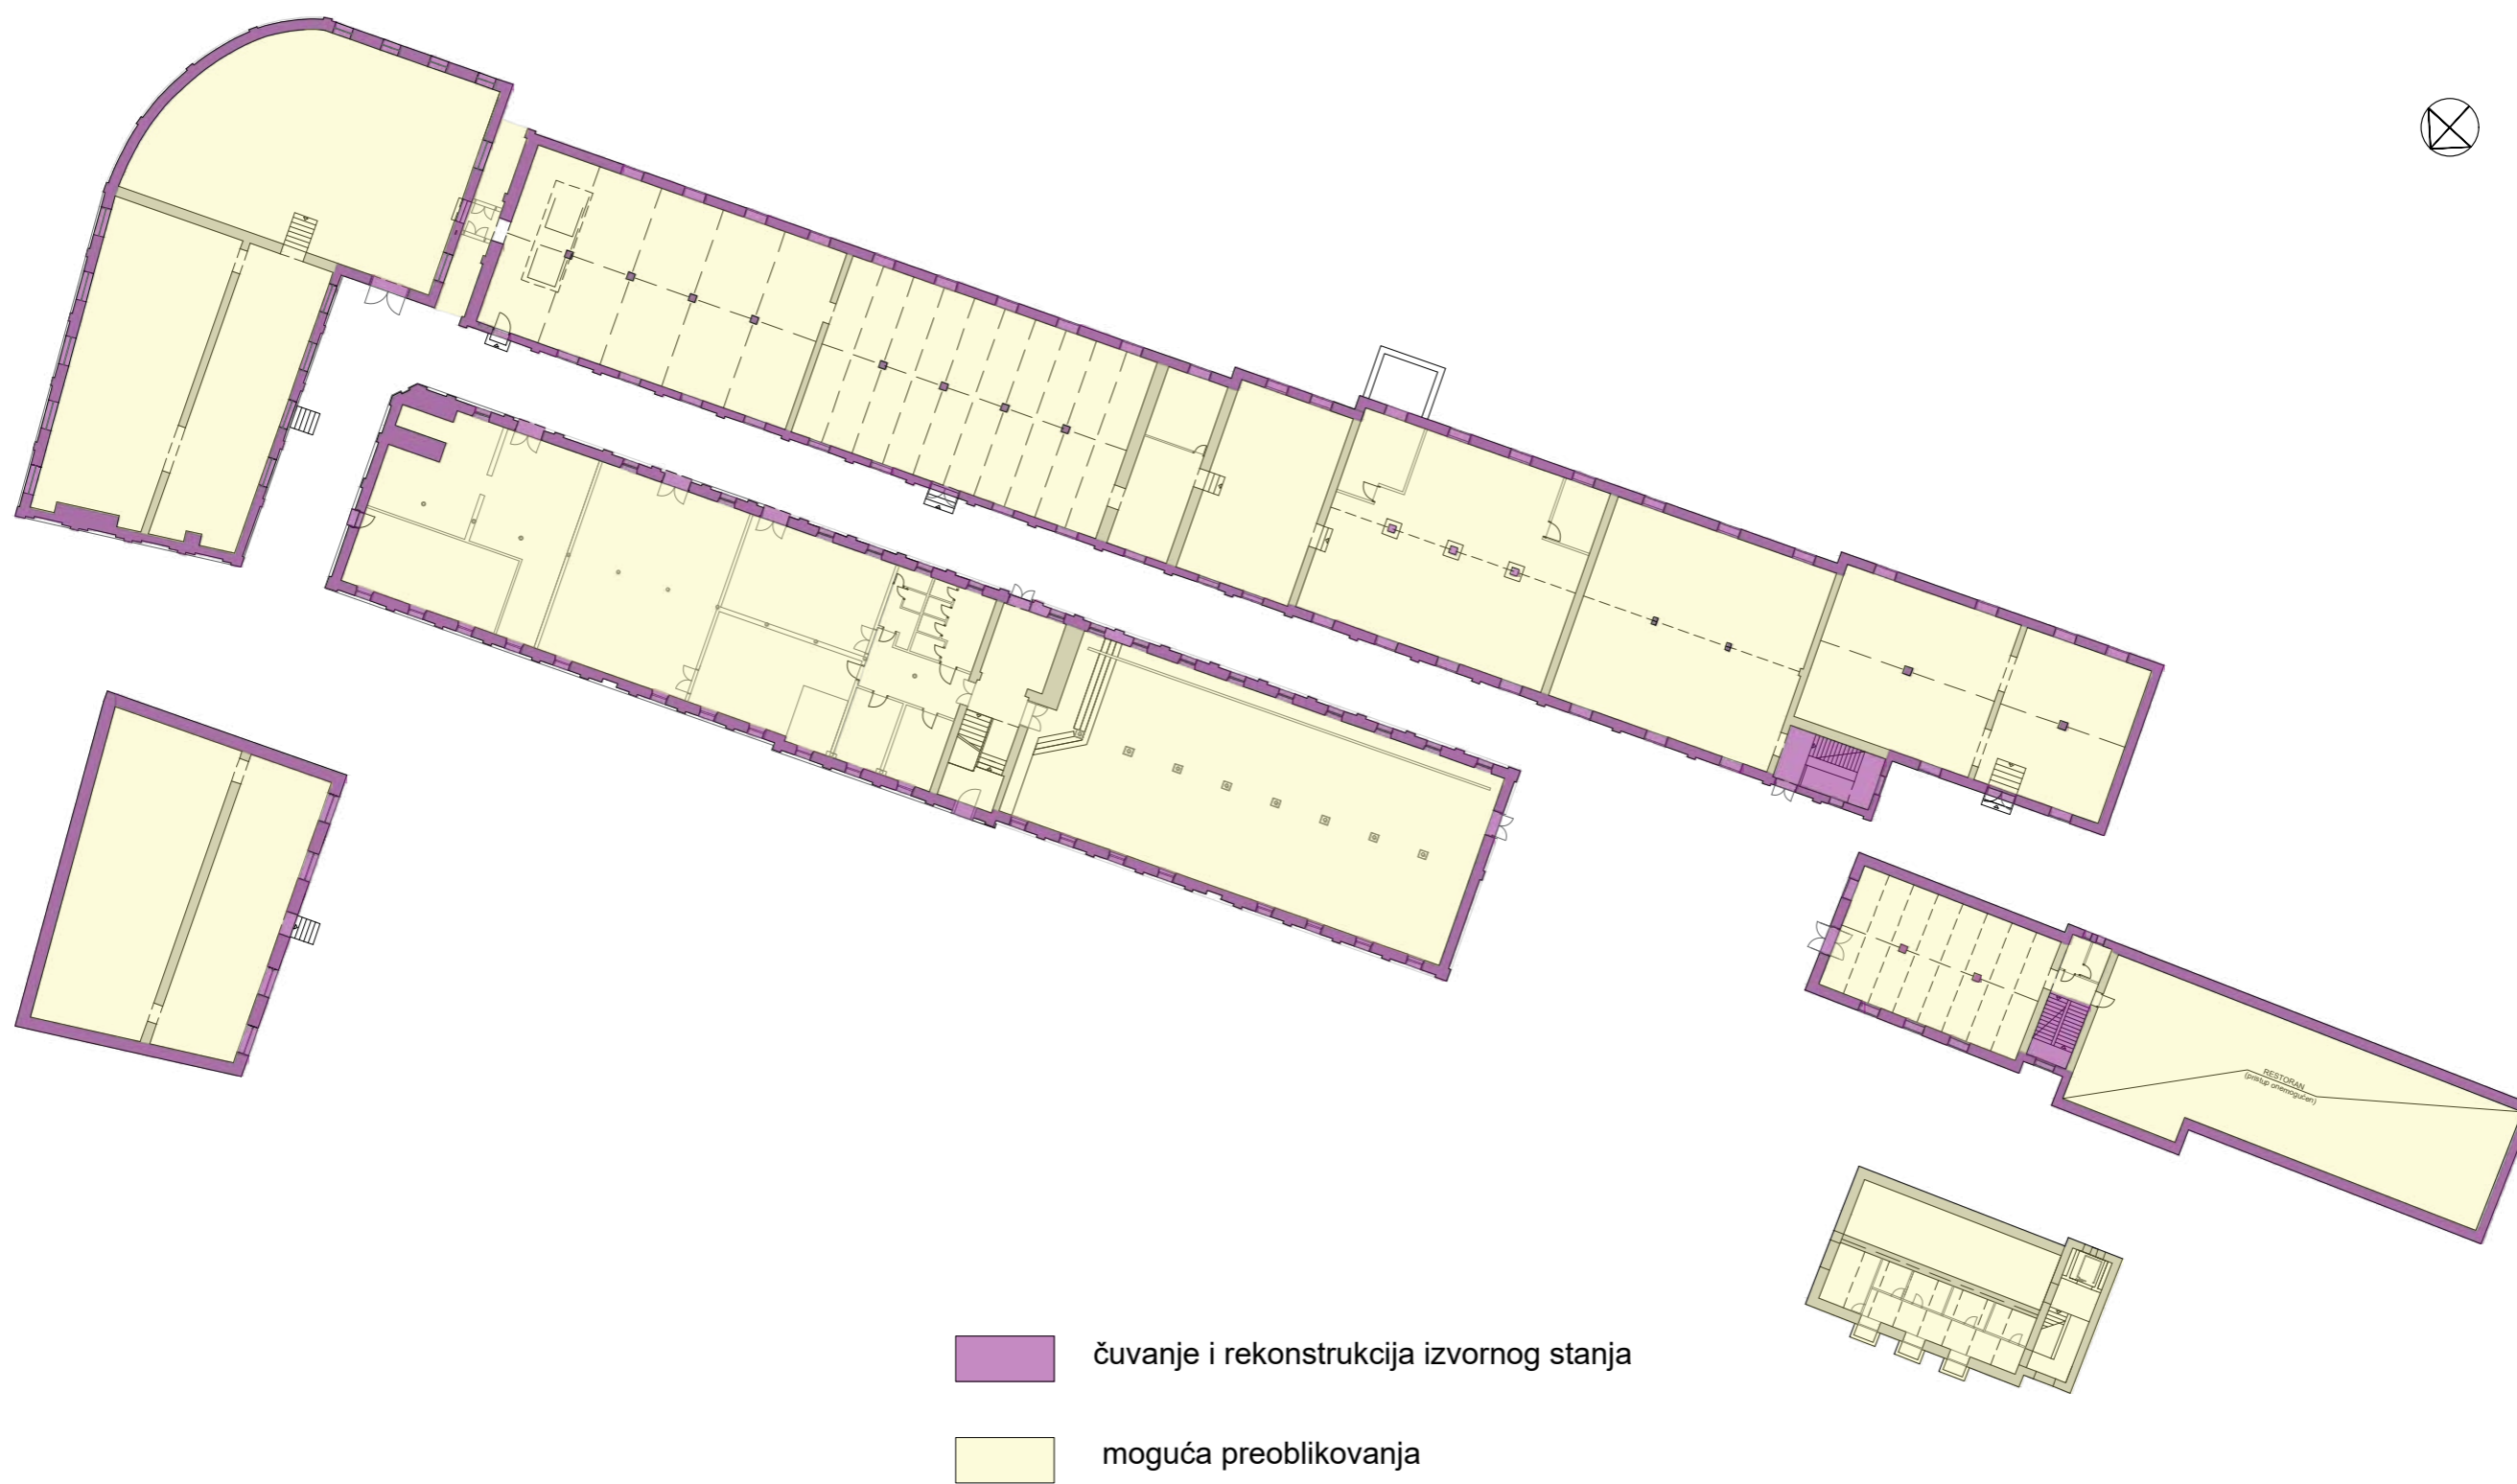 RESTORAN
(pristup onemogućen)
čuvanje i rekonstrukcija izvornog stanja
moguća preoblikovanja